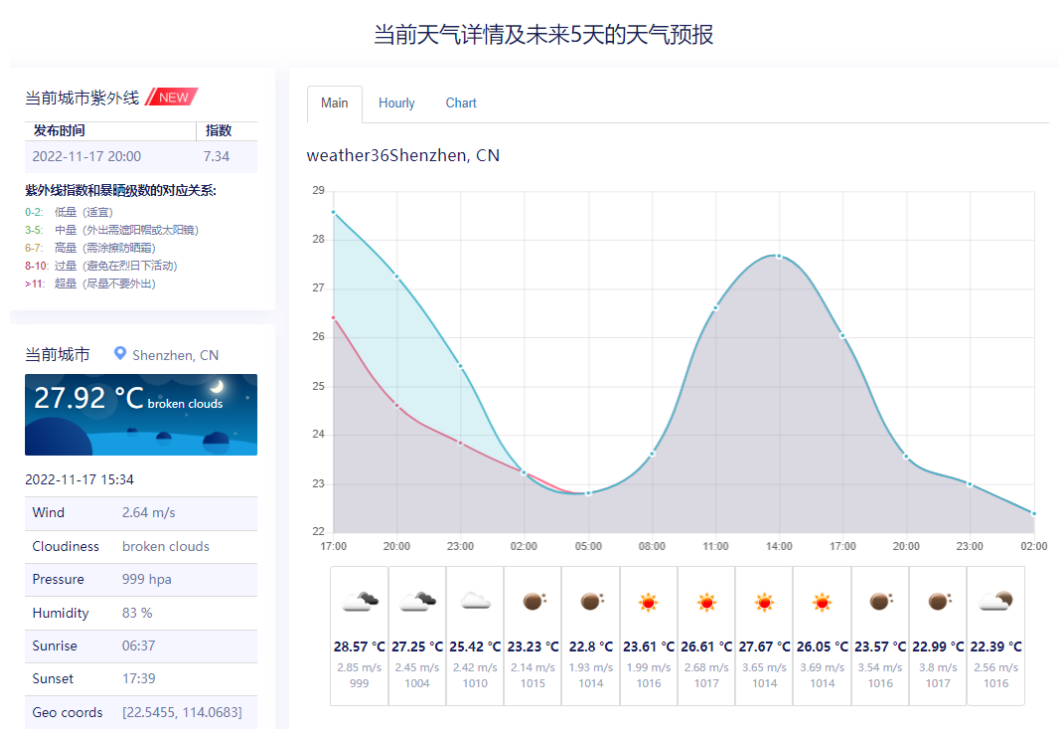 当前天气详情及未来5天的天气预报
当前城市紫外线 NEW
发布时间 指数
2022-11-17 20:00 7.34
紫外线指数和暴晒级数的对应关系:
0-2: 低量 (适宜)
3-5: 中量 (外出需遮阳帽或太阳镜)
6-7: 高量 (需涂擦防晒霜)
8-10: 过量 (避免在烈日下活动)
>11: 超量 (尽量不要外出)
当前城市 Shenzhen, CN
27.92 °C broken clouds
2022-11-17 15:34
Wind 2.64 m/s
Cloudiness broken clouds
Pressure 999 hpa
Humidity 83 %
Sunrise 06:37
Sunset 17:39
Geo coords [22.5455, 114.0683]
Main Hourly Chart
weather36Shenzhen, CN
29
28
27
26
25
24
23
22
17:00 20:00 23:00 02:00 05:00 08:00 11:00 14:00 17:00 20:00 23:00 02:00
28.57 °C 27.25 °C 25.42 °C 23.23 °C 22.8 °C 23.61 °C 26.61 °C 27.67 °C 26.05 °C 23.57 °C 22.99 °C 22.39 °C
2.85 m/s 2.45 m/s 2.42 m/s 2.14 m/s 1.93 m/s 1.99 m/s 2.68 m/s 3.65 m/s 3.69 m/s 3.54 m/s 3.8 m/s 2.56 m/s
999 1004 1010 1015 1014 1016 1017 1014 1014 1016 1017 1016